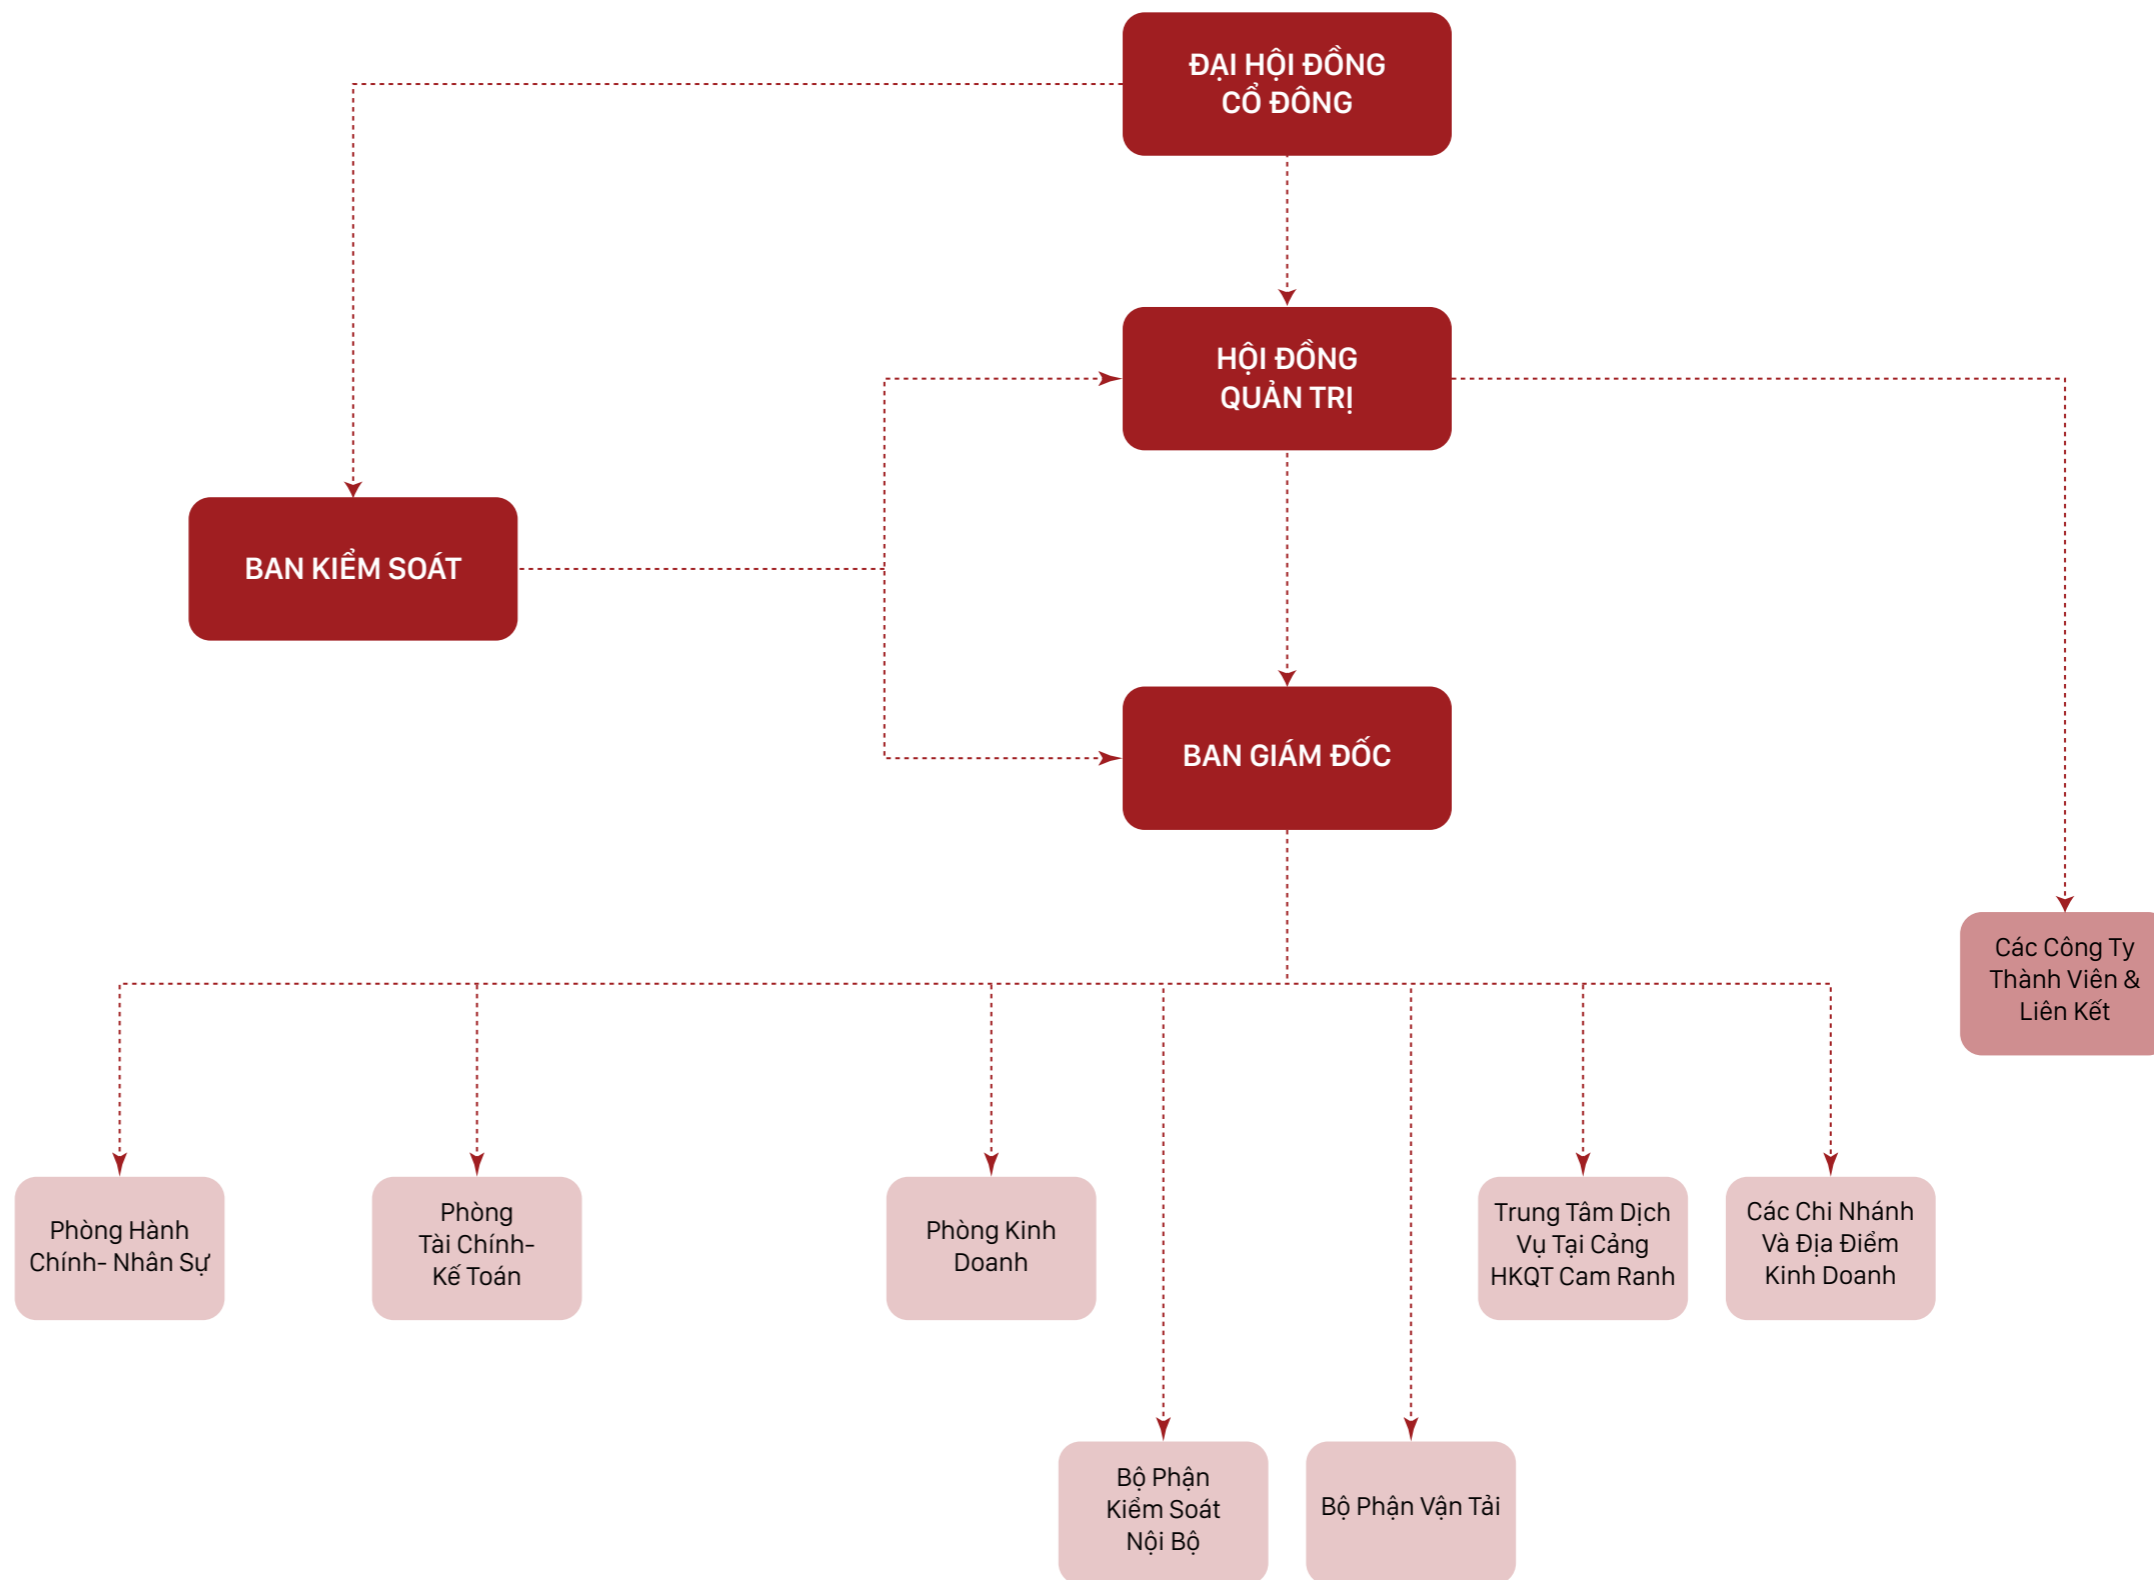 ĐẠI HỘI ĐỒNG
CỔ ĐÔNG
HỘI ĐỒNG
QUẢN TRỊ
BAN KIỂM SOÁT
BAN GIÁM ĐỐC
Các Công Ty
Thành Viên &
Liên Kết
Phòng Hành
Chính- Nhân Sự
Phòng
Tài Chính-
Kế Toán
Phòng Kinh
Doanh
Trung Tâm Dịch
Vụ Tại Cảng
HKQT Cam Ranh
Các Chi Nhánh
Và Địa Điểm
Kinh Doanh
Bộ Phận
Kiểm Soát
Nội Bộ
Bộ Phận Vận Tải